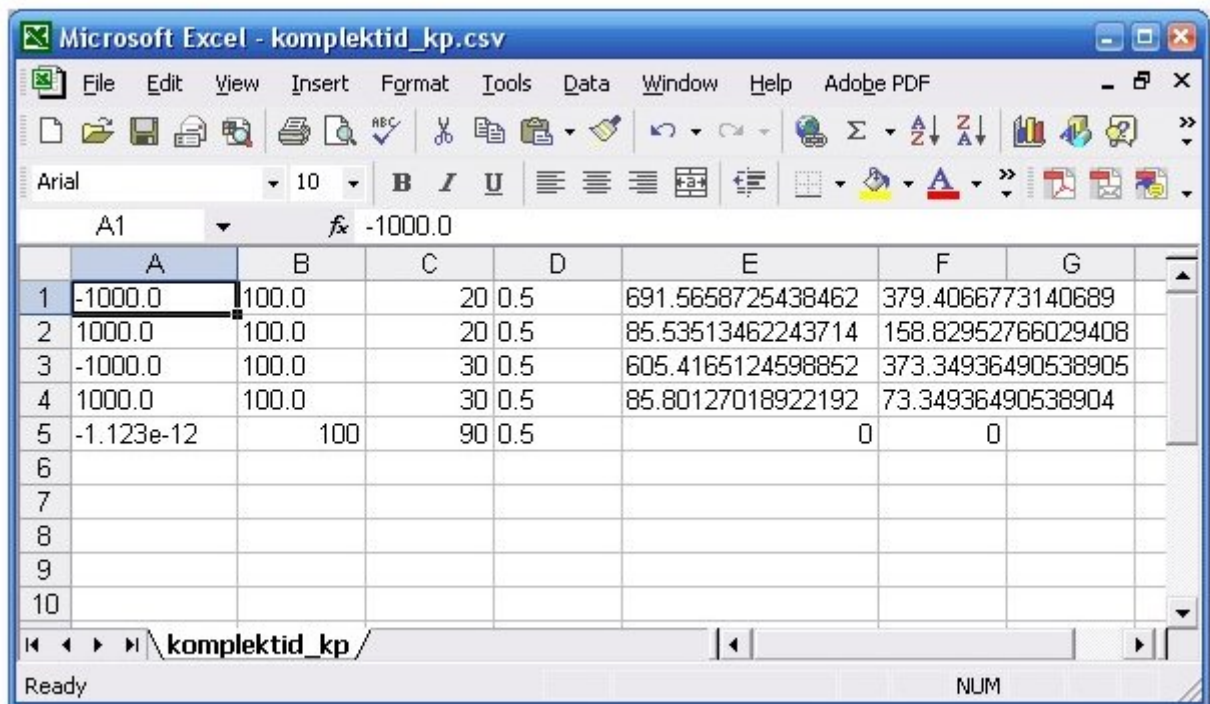 Microsoft Excel - komplektid_kp.csv
File Edit View Insert Format Tools Data Window Help Adobe PDF
Arial 10 B I U
A1 fx -1000.0
A B C D E F G
1 -1000.0 100.0 20 0.5 691.5658725438462 379.4066773140689
2 1000.0 100.0 20 0.5 85.53513462243714 158.82952766029408
3 -1000.0 100.0 30 0.5 605.4165124598852 373.34936490538905
4 1000.0 100.0 30 0.5 85.80127018922192 73.34936490538904
5 -1.123e-12 100 90 0.5 0 0
6
7
8
9
10
komplektid_kp
Ready NUM